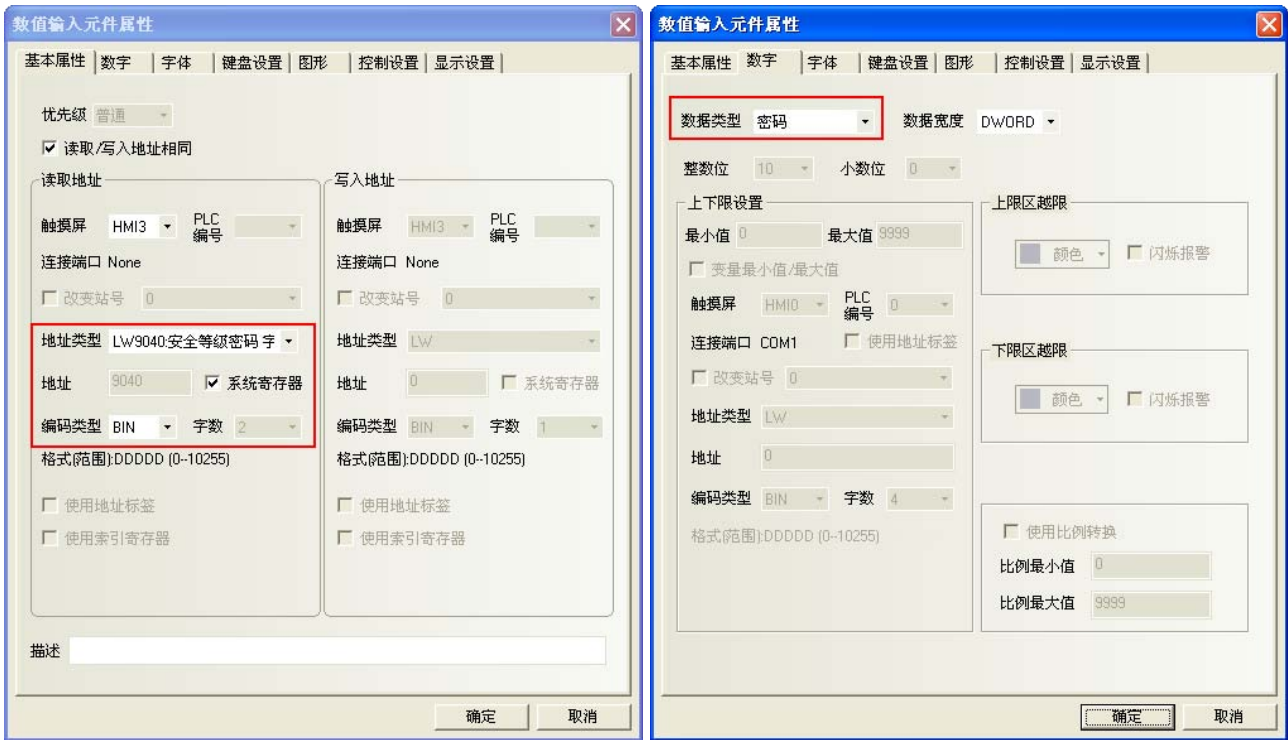 数值输入元件属性
基本属性 数字 字体 键盘设置 图形 控制设置 显示设置
优先级 普通
读取/写入地址相同
读取地址
触摸屏 HMI3 PLC编号
连接端口 None
改变站号 0
地址类型 LW9040:安全等级密码 字
地址 9040 系统寄存器
编码类型 BIN 字数 2
格式(范围):DDDDD (0--10255)
使用地址标签
使用索引寄存器
写入地址
触摸屏 HMI3 PLC编号
连接端口 None
改变站号 0
地址类型 LW
地址 0 系统寄存器
编码类型 BIN 字数 1
格式(范围):DDDDD (0--10255)
使用地址标签
使用索引寄存器
描述
确定 取消
数值输入元件属性
基本属性 数字 字体 键盘设置 图形 控制设置 显示设置
数据类型 密码 数据宽度 DWORD
整数位 10 小数位 0
上下限设置
最小值 0 最大值 9999
变量最小值/最大值
触摸屏 HMI0 PLC编号 0
连接端口 COM1 使用地址标签
改变站号 0
地址类型 LW
地址 0
编码类型 BIN 字数 4
格式(范围):DDDDD (0--10255)
上限区越限
颜色 闪烁报警
下限区越限
颜色 闪烁报警
使用比例转换
比例最小值 0
比例最大值 9999
确定 取消